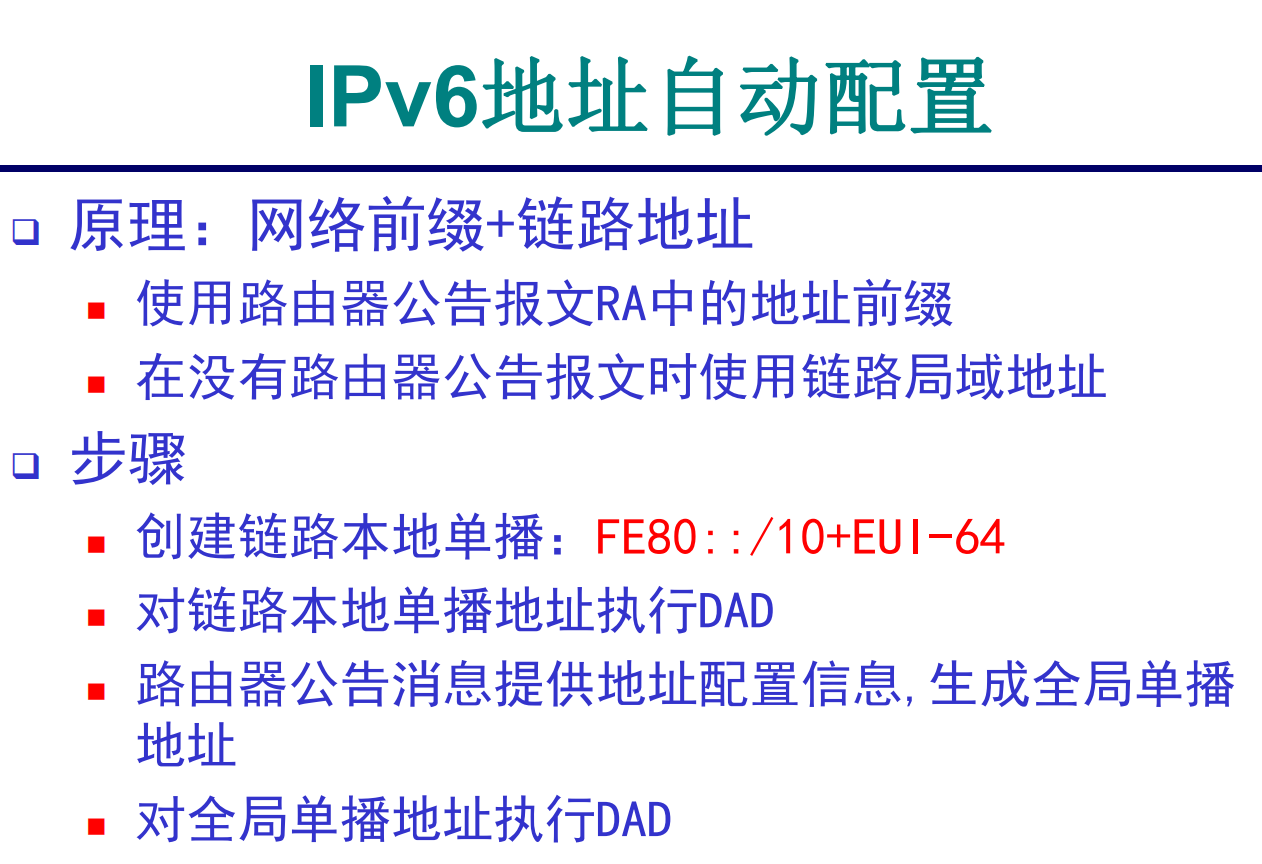 IPv6地址自动配置
原理：网络前缀+链路地址
使用路由器公告报文RA中的地址前缀
在没有路由器公告报文时使用链路局域地址
步骤
创建链路本地单播：FE80::/10+EUI-64
对链路本地单播地址执行DAD
路由器公告消息提供地址配置信息,生成全局单播
地址
对全局单播地址执行DAD